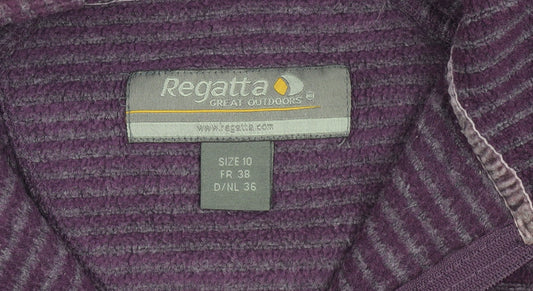 Regatta
GREAT OUTDOORS
www.regatta.com
SIZE 10
FR 38
D/NL 36